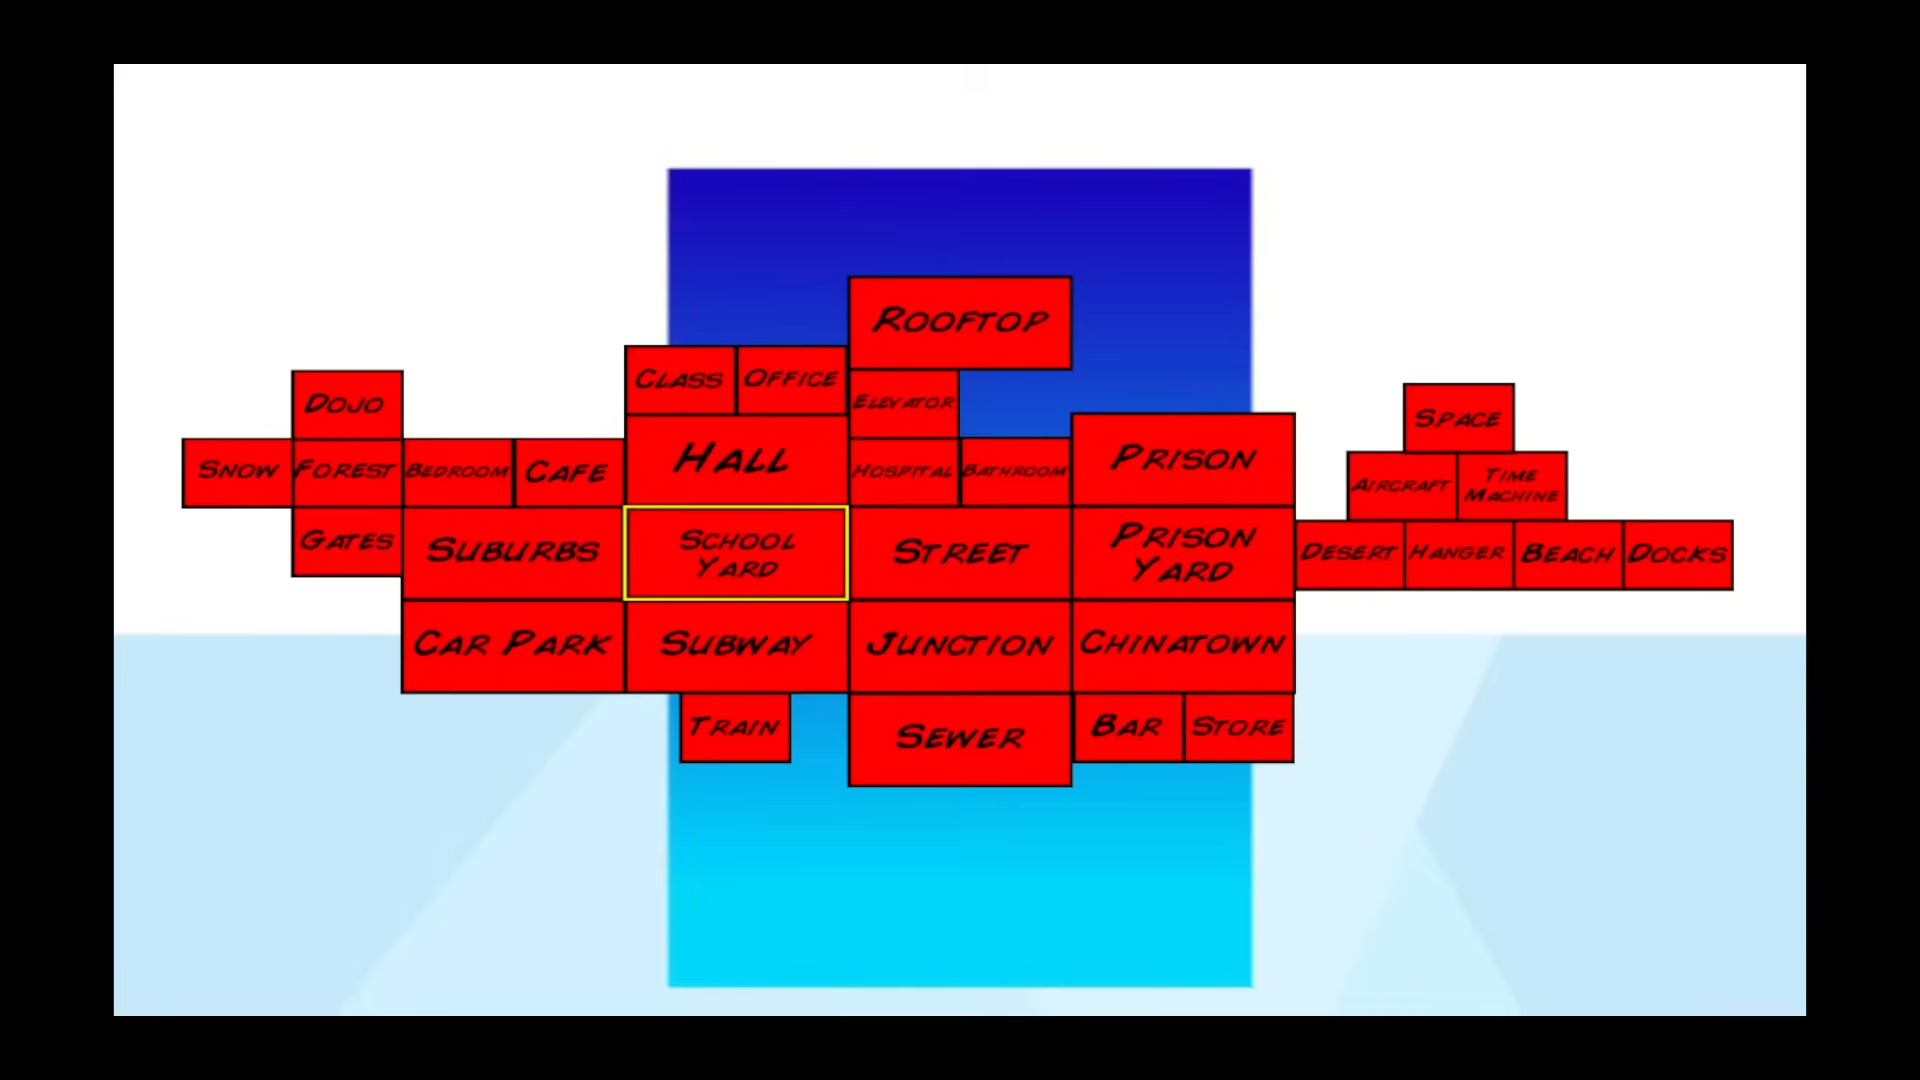 ROOFTOP
CLASS OFFICE
ELEVATOR
DOJO
SPACE
SNOW FOREST BEDROOM CAFE
HALL
HOSPITAL BATHROOM
PRISON
AIRCRAFT
TIME
MACHINE
GATES
SUBURBS
SCHOOL
YARD
STREET
PRISON
YARD
DESERT HANGER BEACH DOCKS
CAR PARK
SUBWAY
JUNCTION
CHINATOWN
TRAIN
SEWER
BAR STORE